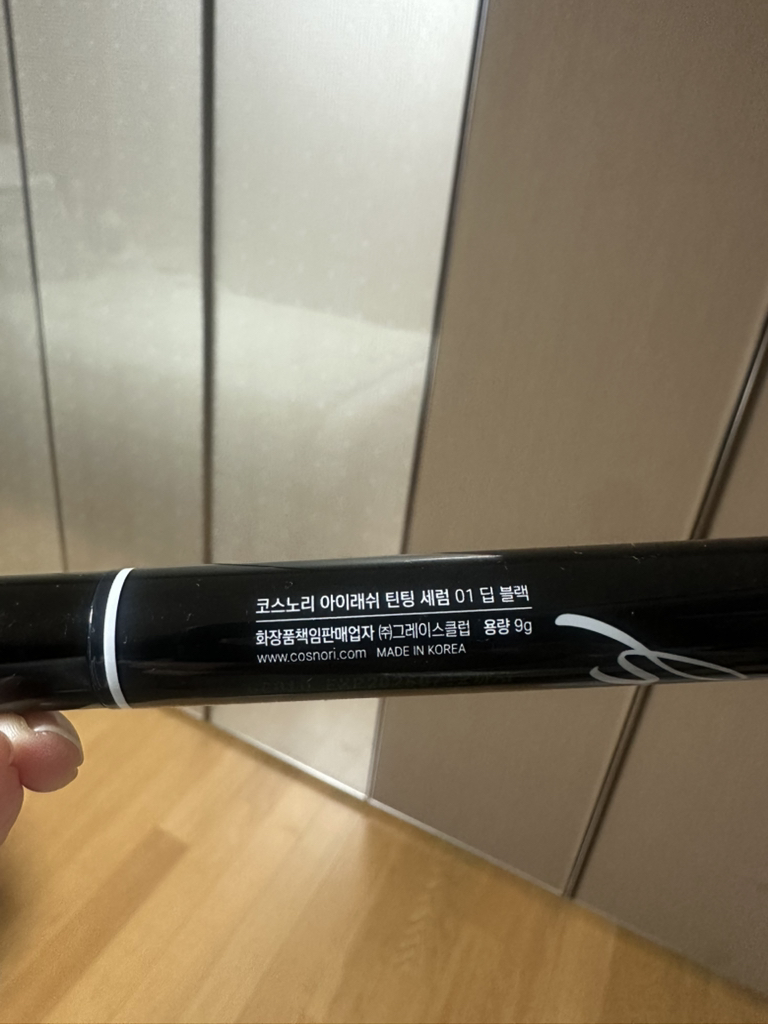 코스노리 아이래쉬 틴팅 세럼 01 딥 블랙
화장품책임판매업자 ㈜그레이스클럽 용량 9g
www.cosnori.com MADE IN KOREA